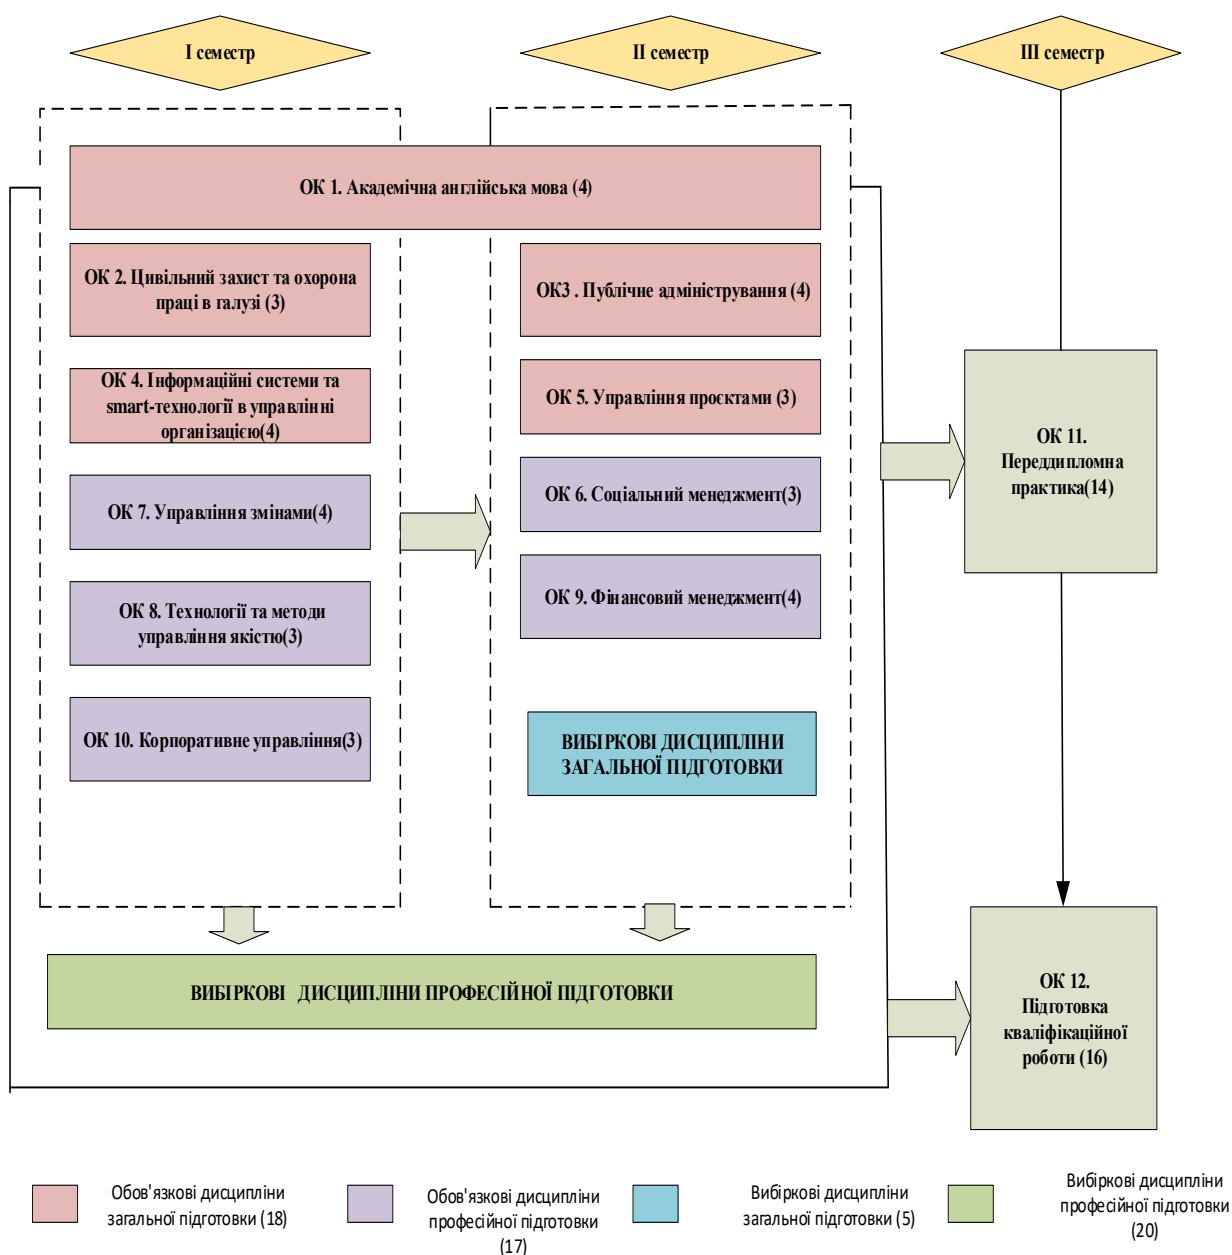 І семестр
ІІ семестр
ІІІ семестр
ОК 1. Академічна англійська мова (4)
ОК 2. Цивільний захист та охорона
праці в галузі (3)
ОК3 . Публічне адміністрування (4)
ОК 4. Інформаційні системи та
smart-технології в управлінні
організацією(4)
ОК 5. Управління проєктами (3)
ОК 7. Управління змінами(4)
ОК 6. Соціальний менеджмент(3)
ОК 8. Технології та методи
управління якістю(3)
ОК 9. Фінансовий менеджмент(4)
ОК 10. Корпоративне управління(3)
ВИБІРКОВІ ДИСЦИПЛІНИ
ЗАГАЛЬНОЇ ПІДГОТОВКИ
ОК 11.
Переддипломна
практика(14)
ВИБІРКОВІ ДИСЦИПЛІНИ ПРОФЕСІЙНОЇ ПІДГОТОВКИ
ОК 12.
Підготовка
кваліфікаційної
роботи (16)
Обов'язкові дисципліни
загальної підготовки (18)
Обов'язкові дисципліни
професійної підготовки
(17)
Вибіркові дисципліни
загальної підготовки (5)
Вибіркові дисципліни
професійної підготовки
(20)